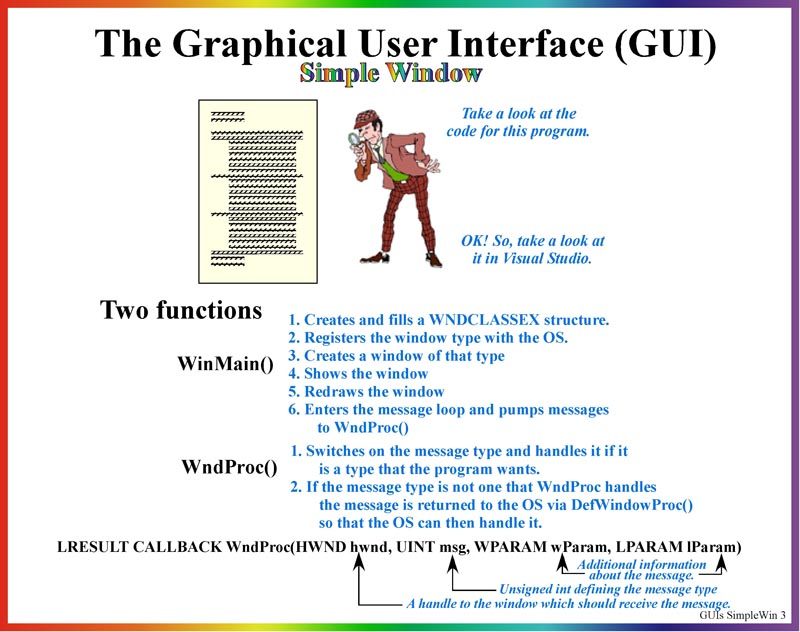 The Graphical User Interface (GUI)
Simple Window
Take a look at the
code for this program.
OK! So, take a look at
it in Visual Studio.
Two functions
WinMain()
1. Creates and fills a WNDCLASSEX structure.
2. Registers the window type with the OS.
3. Creates a window of that type
4. Shows the window
5. Redraws the window
6. Enters the message loop and pumps messages
to WndProc()
WndProc()
1. Switches on the message type and handles it if it
is a type that the program wants.
2. If the message type is not one that WndProc handles
the message is returned to the OS via DefWindowProc()
so that the OS can then handle it.
LRESULT CALLBACK WndProc(HWND hwnd, UINT msg, WPARAM wParam, LPARAM lParam)
Additional information
about the message.
Unsigned int defining the message type
A handle to the window which should receive the message.
GUIs SimpleWin 3